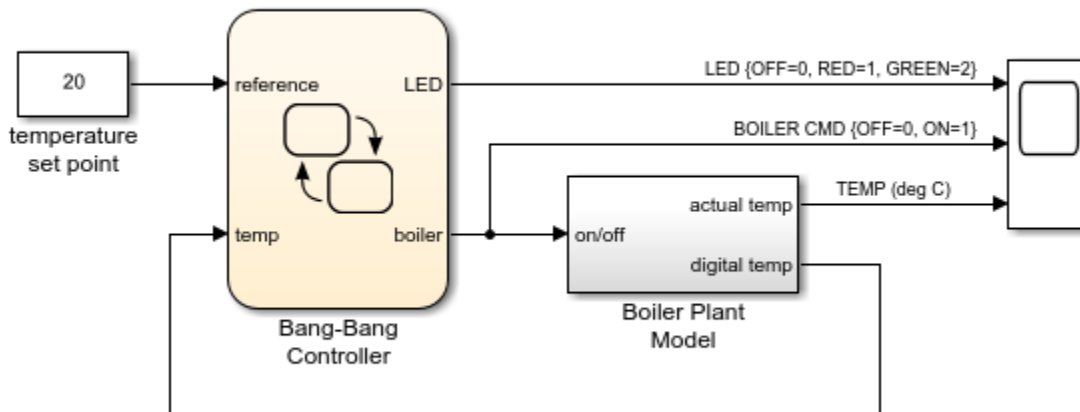 20
temperature
set point
reference
LED
temp
boiler
Bang-Bang
Controller
LED {OFF=0, RED=1, GREEN=2}
BOILER CMD {OFF=0, ON=1}
TEMP (deg C)
on/off
actual temp
digital temp
Boiler Plant
Model